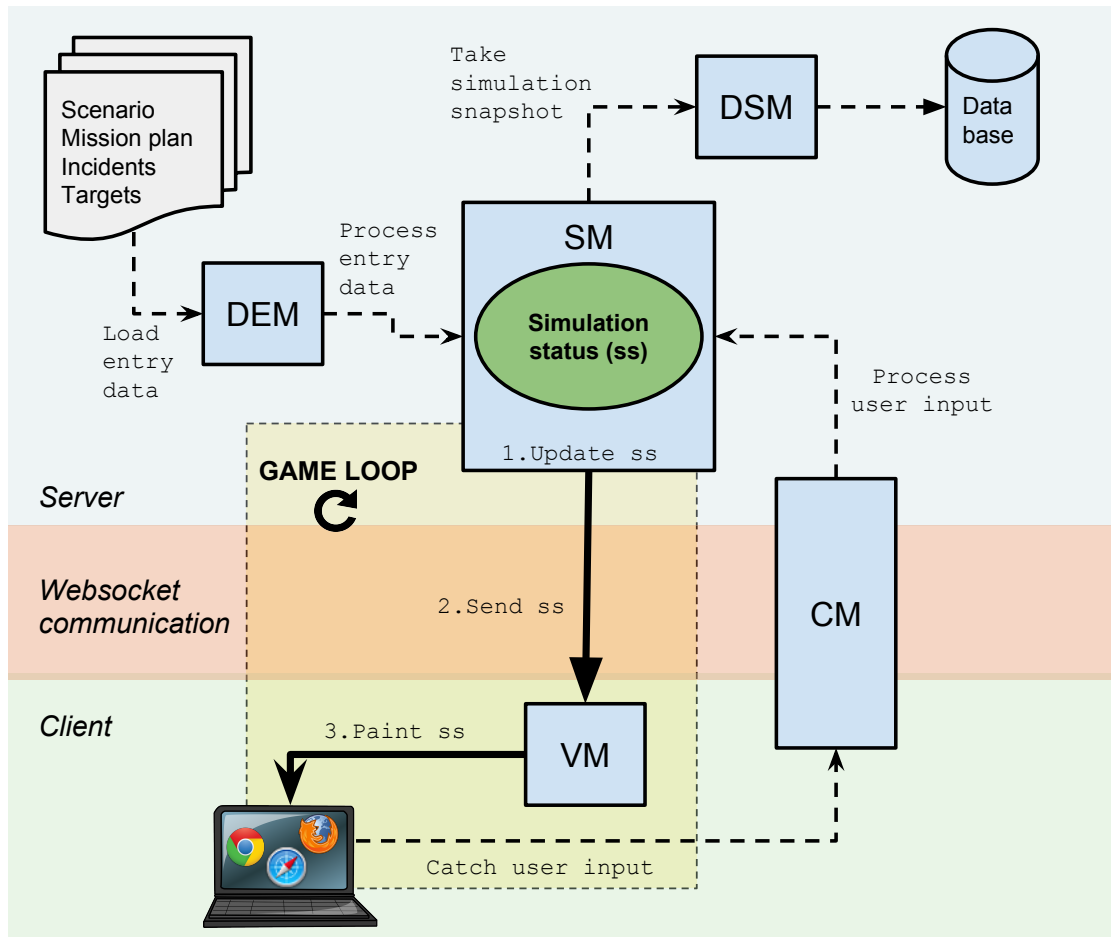 Scenario
Mission plan
Incidents
Targets
Take
simulation
snapshot
DSM
Data
base
SM
Simulation
status (ss)
1.Update ss
Process
entry
data
DEM
Load
entry
data
Process
user input
GAME LOOP
Server
Websocket
communication
2.Send ss
CM
Client
3.Paint ss
VM
Catch user input